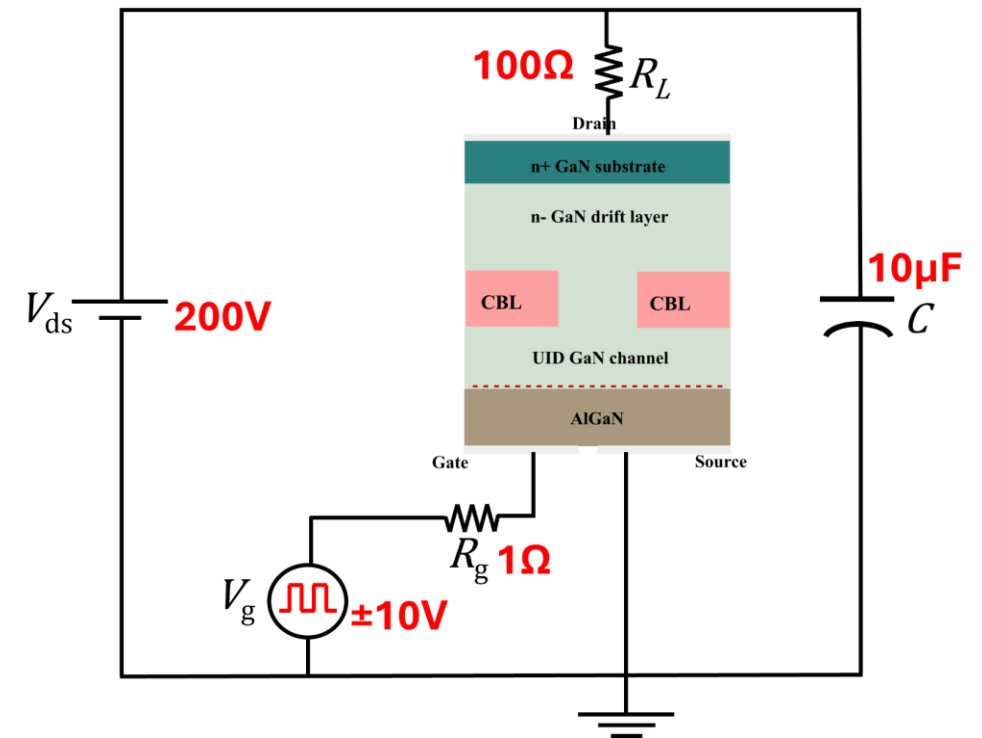 100Ω
R_L
Drain
n+ GaN substrate
n- GaN drift layer
CBL
CBL
10μF
C
V_ds
200V
UID GaN channel
AlGaN
Gate
Source
R_g 1Ω
V_g
±10V